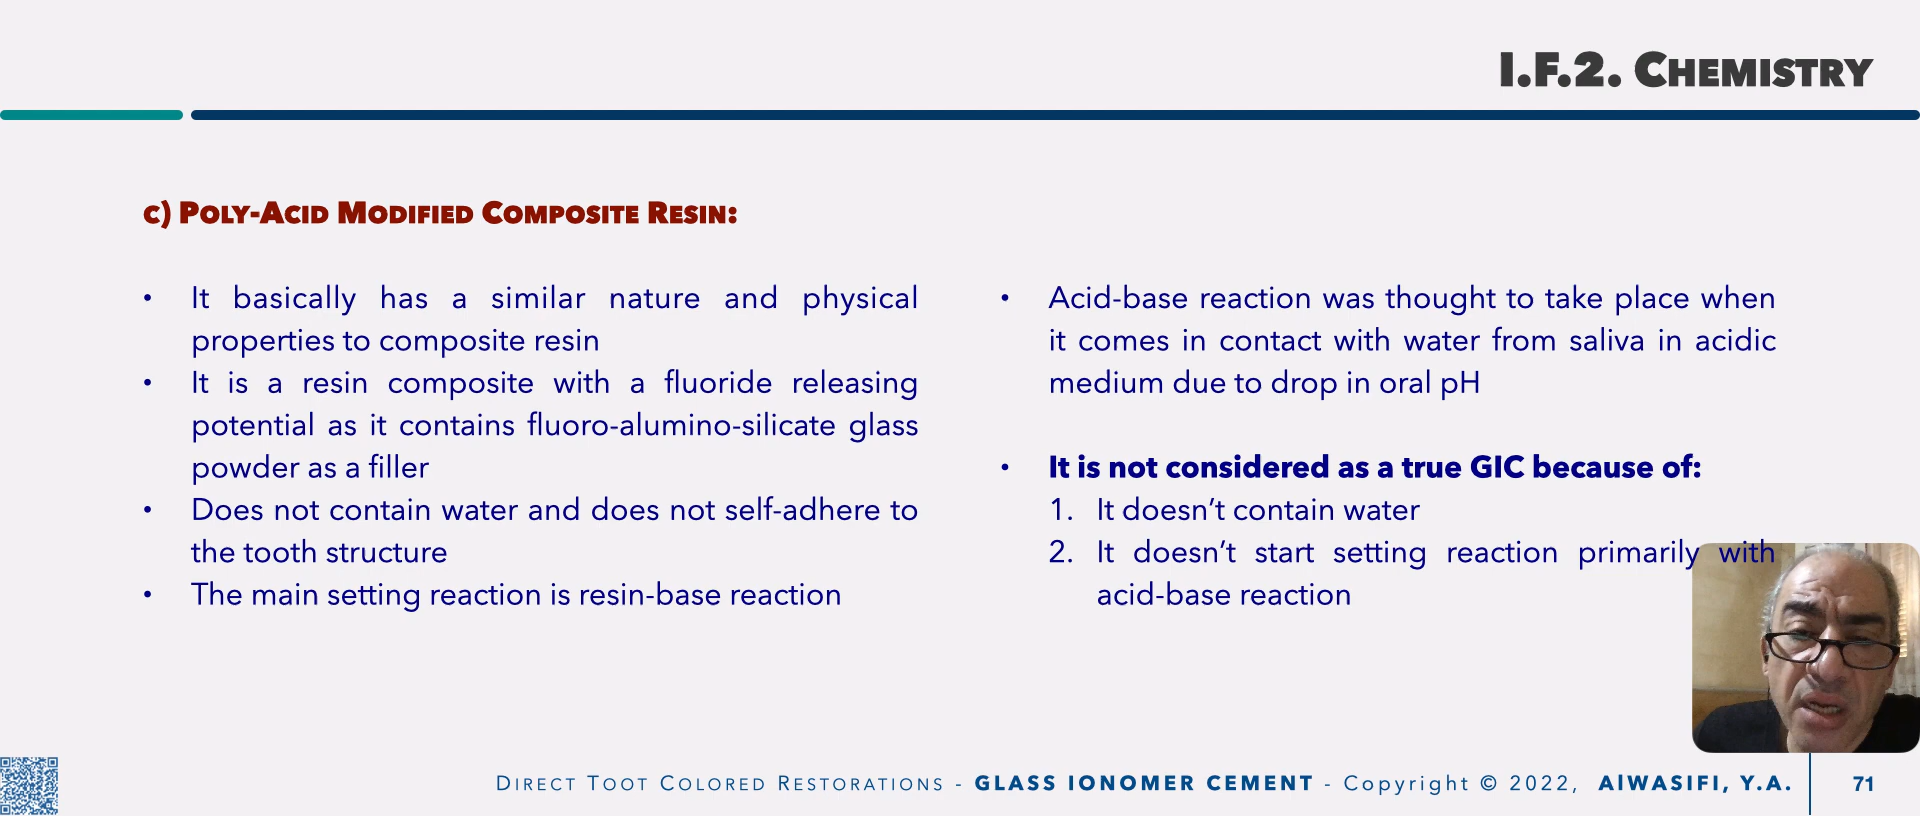 I.F.2. CHEMISTRY
c) POLY-ACID MODIFIED COMPOSITE RESIN:
• It basically has a similar nature and physical
properties to composite resin
• It is a resin composite with a fluoride releasing
potential as it contains fluoro-alumino-silicate glass
powder as a filler
• Does not contain water and does not self-adhere to
the tooth structure
• The main setting reaction is resin-base reaction
• Acid-base reaction was thought to take place when
it comes in contact with water from saliva in acidic
medium due to drop in oral pH
• It is not considered as a true GIC because of:
1. It doesn’t contain water
2. It doesn’t start setting reaction primarily with
acid-base reaction
DIRECT TOOT COLORED RESTORATIONS - GLASS IONOMER CEMENT - Copyright © 2022, AlWASIFI, Y.A.
71